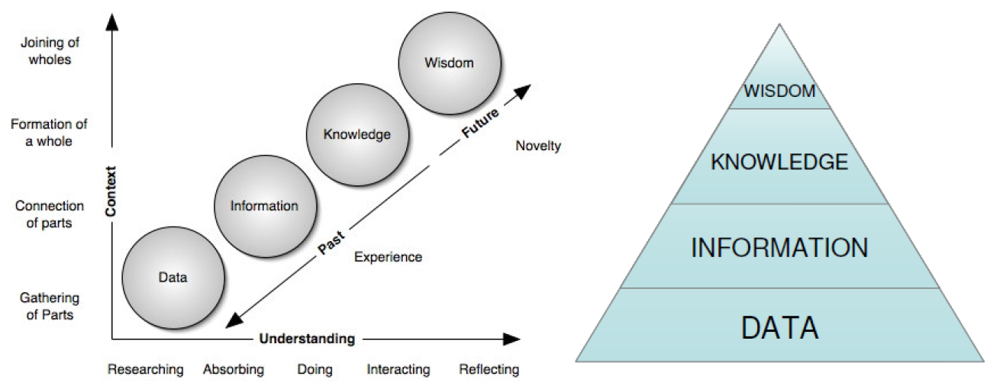 Joining of
wholes
Formation of
a whole
Connection
of parts
Gathering
of Parts
Context
Wisdom
Knowledge
Information
Data
Future
Past
Novelty
Experience
Understanding
Researching Absorbing Doing Interacting Reflecting
WISDOM
KNOWLEDGE
INFORMATION
DATA